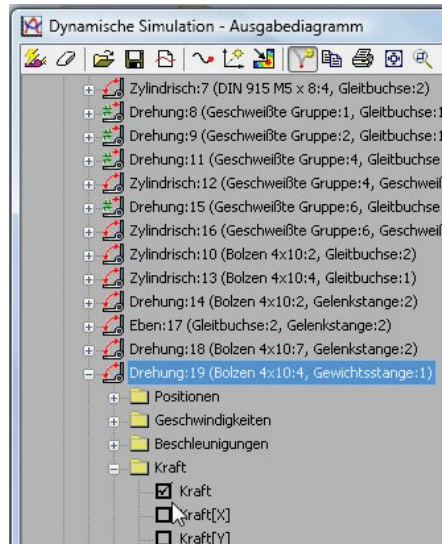 Dynamische Simulation - Ausgabediagramm
Zylindrisch:7 (DIN 915 M5 x 8:4, Gleitbuchse:2)
Drehung:8 (Geschweißte Gruppe:1, Gleitbuchse:1
Drehung:9 (Geschweißte Gruppe:2, Gleitbuchse:1
Drehung:11 (Geschweißte Gruppe:4, Gleitbuchse
Zylindrisch:12 (Geschweißte Gruppe:4, Geschweiß
Drehung:15 (Geschweißte Gruppe:6, Gleitbuchse
Zylindrisch:16 (Geschweißte Gruppe:6, Geschweiß
Zylindrisch:10 (Bolzen 4x10:2, Gleitbuchse:2)
Zylindrisch:13 (Bolzen 4x10:4, Gleitbuchse:1)
Drehung:14 (Bolzen 4x10:2, Gelenkstange:2)
Eben:17 (Gleitbuchse:2, Gelenkstange:2)
Drehung:18 (Bolzen 4x10:7, Gelenkstange:2)
Drehung:19 (Bolzen 4x10:4, Gewichtsstange:1)
Positionen
Geschwindigkeiten
Beschleunigungen
Kraft
Kraft
Kraft[X]
Kraft[Y]